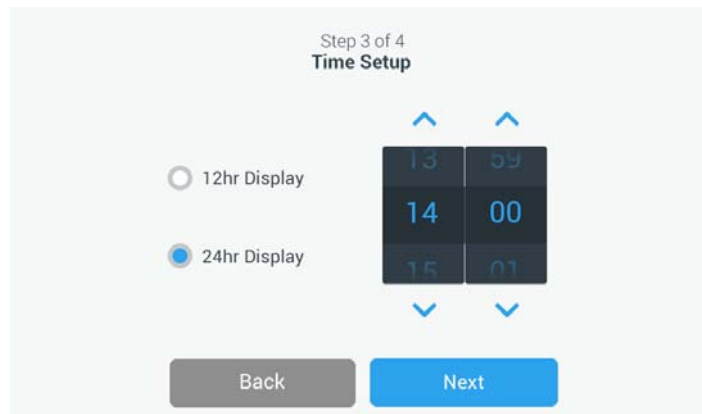 Step 3 of 4
Time Setup
12hr Display
24hr Display
13 59
14 00
15 01
Back Next